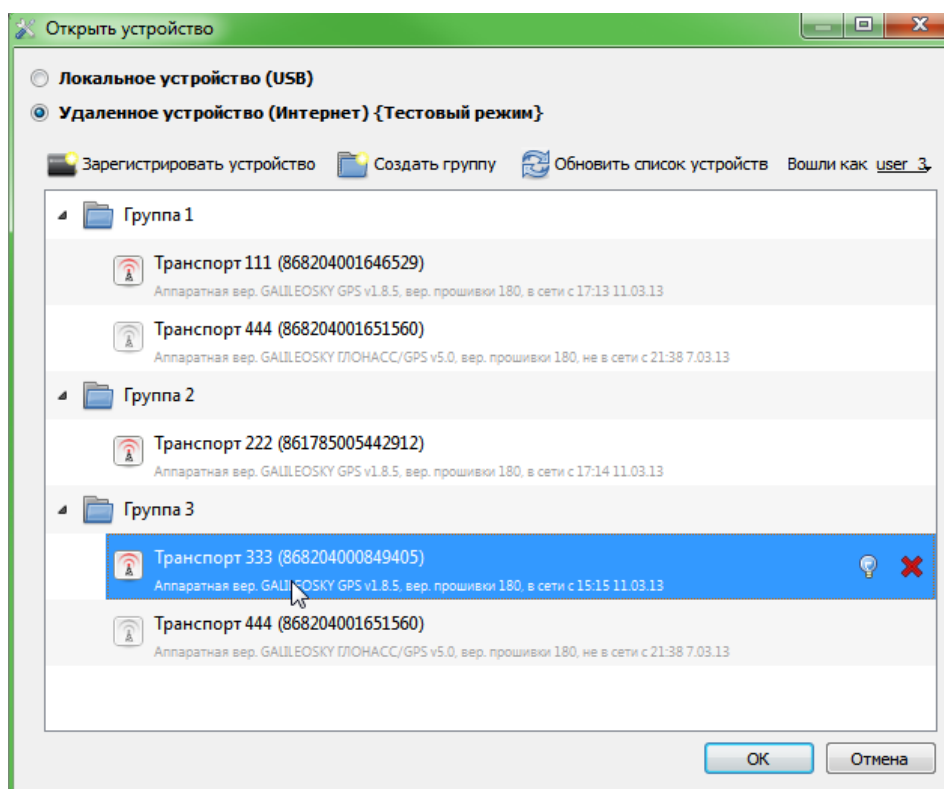 Открыть устройство
Локальное устройство (USB)
Удаленное устройство (Интернет) {Тестовый режим}
Зарегистрировать устройство Создать группу Обновить список устройств Вошли как user_3
Группа 1
Транспорт 111 (868204001646529)
Аппаратная вер. GALILEOSKY GPS v1.8.5, вер. прошивки 180, в сети с 17:13 11.03.13
Транспорт 444 (868204001651560)
Аппаратная вер. GALILEOSKY ГЛОНАСС/GPS v5.0, вер. прошивки 180, не в сети с 21:38 7.03.13
Группа 2
Транспорт 222 (861785005442912)
Аппаратная вер. GALILEOSKY GPS v1.8.5, вер. прошивки 180, в сети с 17:14 11.03.13
Группа 3
Транспорт 333 (868204000849405)
Аппаратная вер. GALILEOSKY GPS v1.8.5, вер. прошивки 180, в сети с 15:15 11.03.13
Транспорт 444 (868204001651560)
Аппаратная вер. GALILEOSKY ГЛОНАСС/GPS v5.0, вер. прошивки 180, не в сети с 21:38 7.03.13
OK Отмена